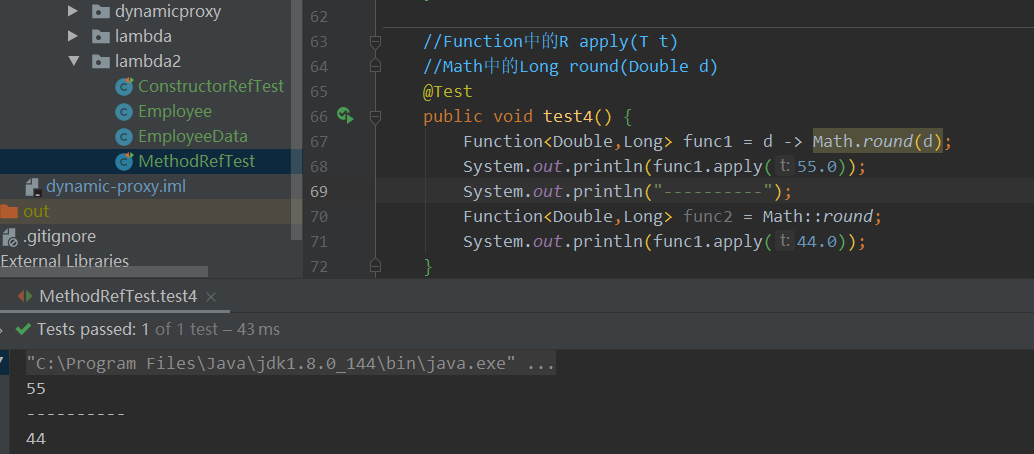 dynamicproxy
lambda
lambda2
ConstructorRefTest
Employee
EmployeeData
MethodRefTest
dynamic-proxy.iml
out
.gitignore
External Libraries
62
63 //Function中的R apply(T t)
64 //Math中的Long round(Double d)
65 @Test
66 public void test4() {
67 Function<Double,Long> func1 = d -> Math.round(d);
68 System.out.println(func1.apply( t: 55.0));
69 System.out.println("----------");
70 Function<Double,Long> func2 = Math::round;
71 System.out.println(func1.apply( t: 44.0));
72 }
MethodRefTest.test4 ×
Tests passed: 1 of 1 test – 43 ms
"C:\Program Files\Java\jdk1.8.0_144\bin\java.exe" ...
55
----------
44